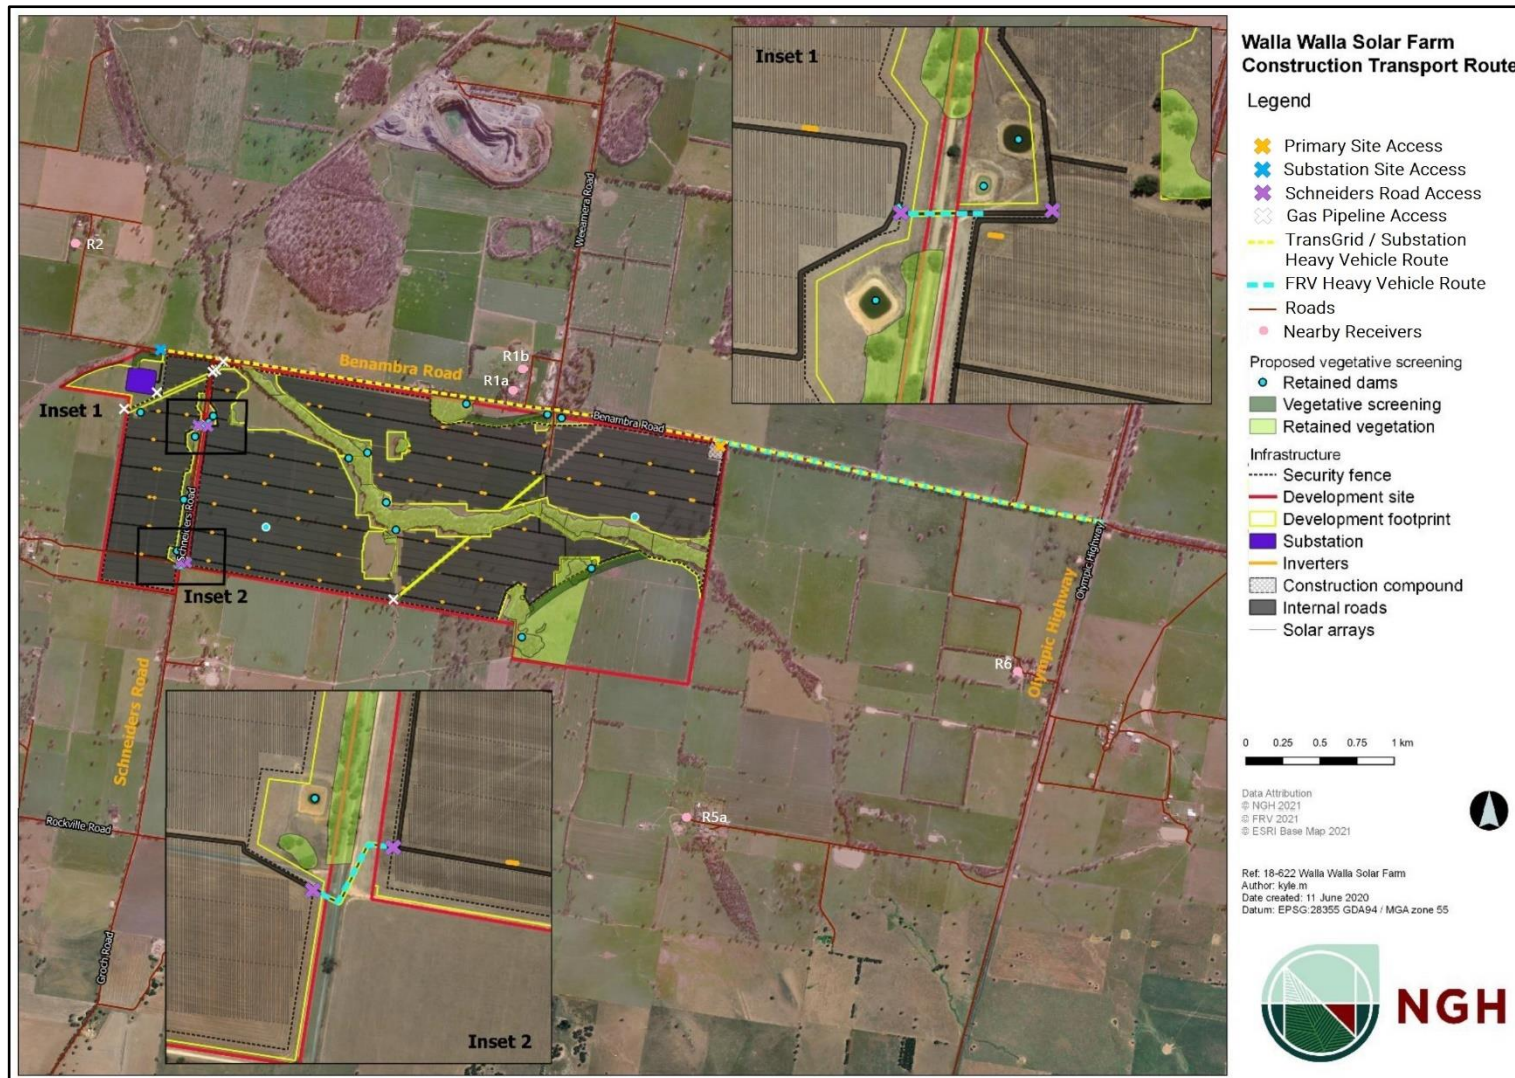 Walla Walla Solar Farm
Construction Transport Route
Legend
Primary Site Access
Substation Site Access
Schneiders Road Access
Gas Pipeline Access
TransGrid / Substation
Heavy Vehicle Route
FRV Heavy Vehicle Route
Roads
Nearby Receivers
Proposed vegetative screening
Retained dams
Vegetative screening
Retained vegetation
Infrastructure
Security fence
Development site
Development footprint
Substation
Inverters
Construction compound
Internal roads
Solar arrays
0 0.25 0.5 0.75 1 km
Data Attribution
© NGH 2021
© FRV 2021
© ESRI Base Map 2021
Ref: 18-622 Walla Walla Solar Farm
Author: kyle.m
Date created: 11 June 2020
Datum: EPSG:28355 GDA94 / MGA zone 55
NGH
Inset 1
Weeamera Road
R2
R1b
R1a
Benambra Road
Benambra Road
Inset 1
Schneiders Road
Inset 2
Olympic Highway
Olympic Highway
R6
Schneiders Road
Rockville Road
R5a
Groch Road
Inset 2